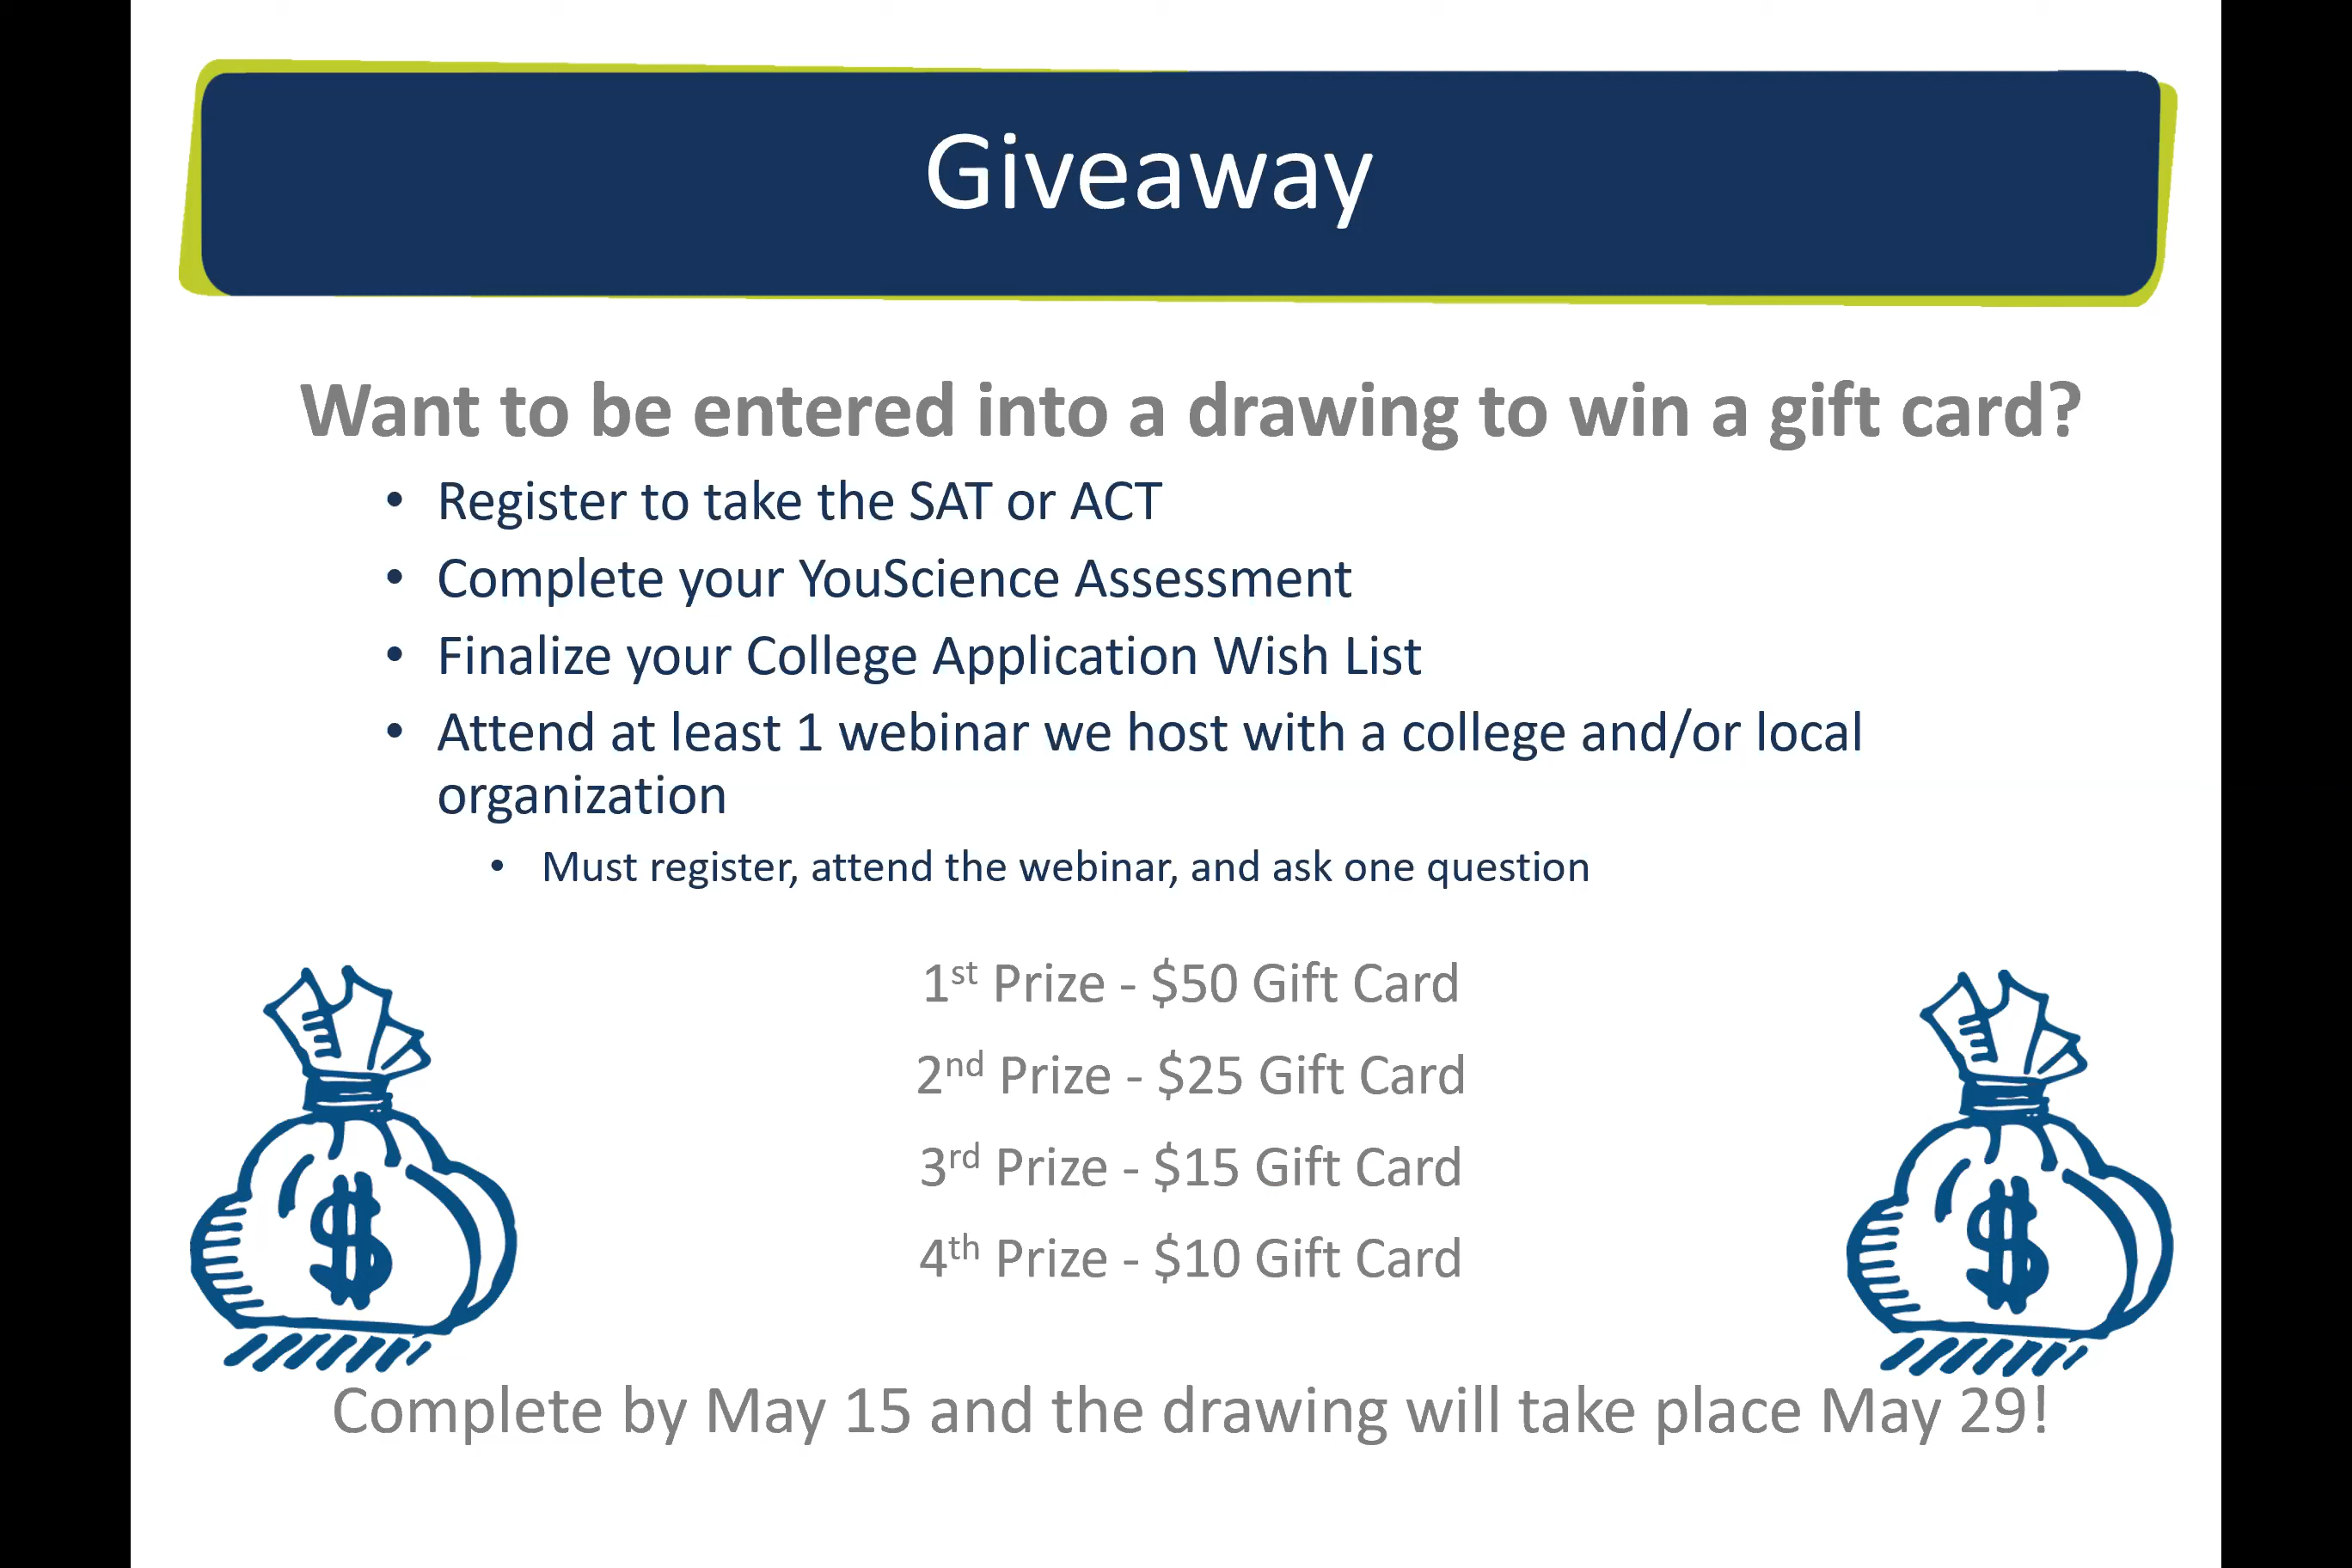 Giveaway
Want to be entered into a drawing to win a gift card?
• Register to take the SAT or ACT
• Complete your YouScience Assessment
• Finalize your College Application Wish List
• Attend at least 1 webinar we host with a college and/or local
organization
• Must register, attend the webinar, and ask one question
1st Prize - $50 Gift Card
2nd Prize - $25 Gift Card
3rd Prize - $15 Gift Card
4th Prize - $10 Gift Card
$
$
Complete by May 15 and the drawing will take place May 29!